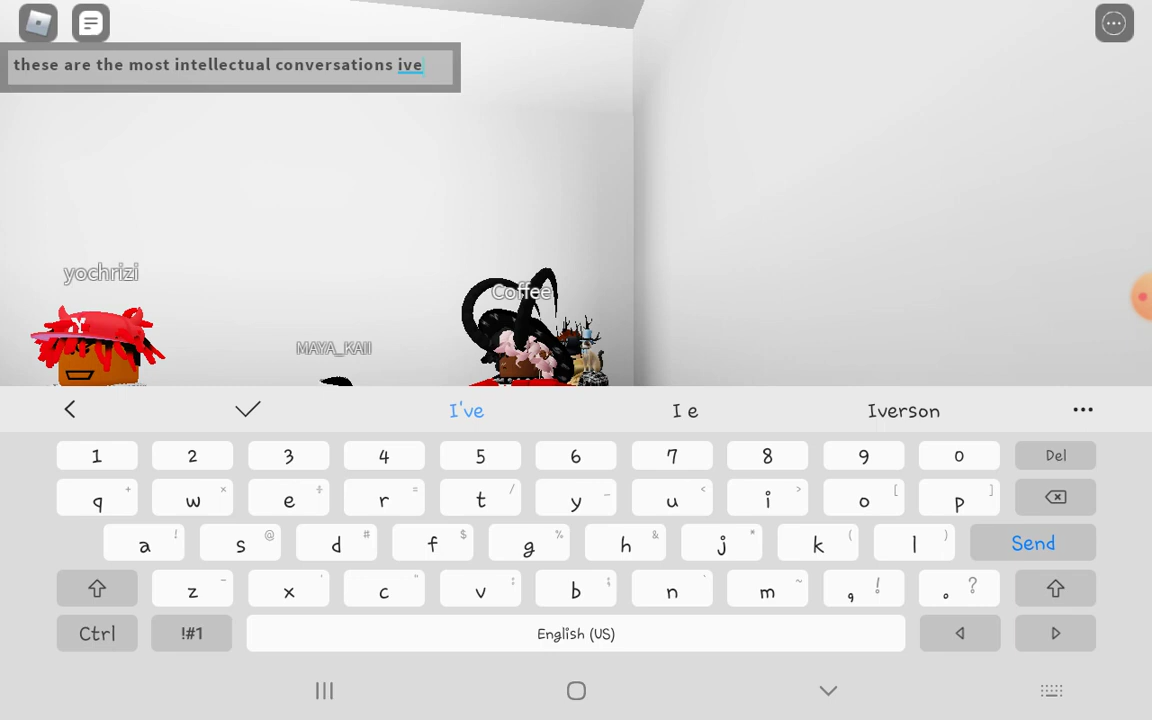 these are the most intellectual conversations ive
yochrizi
Coffee
MAYA_KAII
Y
I've I e Iverson
1 2 3 4 5 6 7 8 9 0 Del
q + w × e ÷ r = t / y _ u < i > o [ p ]
a ! s @ d # f $ g % h & j * k ( l ) Send
z - x ' c " v : b ; n ` m ~ , ! . ?
Ctrl !#1 English (US)